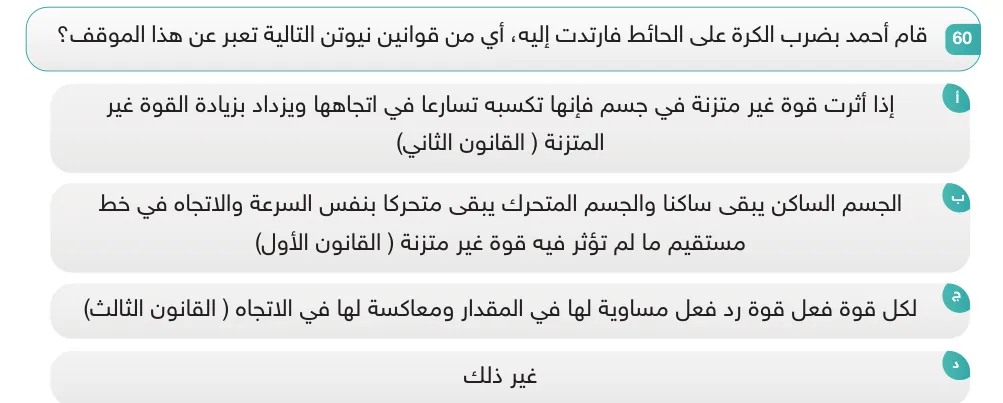 60 قام أحمد بضرب الكرة على الحائط فارتدت إليه، أي من قوانين نيوتن التالية تعبر عن هذا الموقف؟
أ إذا أثرت قوة غير متزنة في جسم فإنها تكسبه تسارعا في اتجاهها ويزداد بزيادة القوة غير
المتزنة ( القانون الثاني)
ب الجسم الساكن يبقى ساكنا والجسم المتحرك يبقى متحركا بنفس السرعة والاتجاه في خط
مستقيم ما لم تؤثر فيه قوة غير متزنة ( القانون الأول)
ج لكل قوة فعل قوة رد فعل مساوية لها في المقدار ومعاكسة لها في الاتجاه ( القانون الثالث)
د غير ذلك